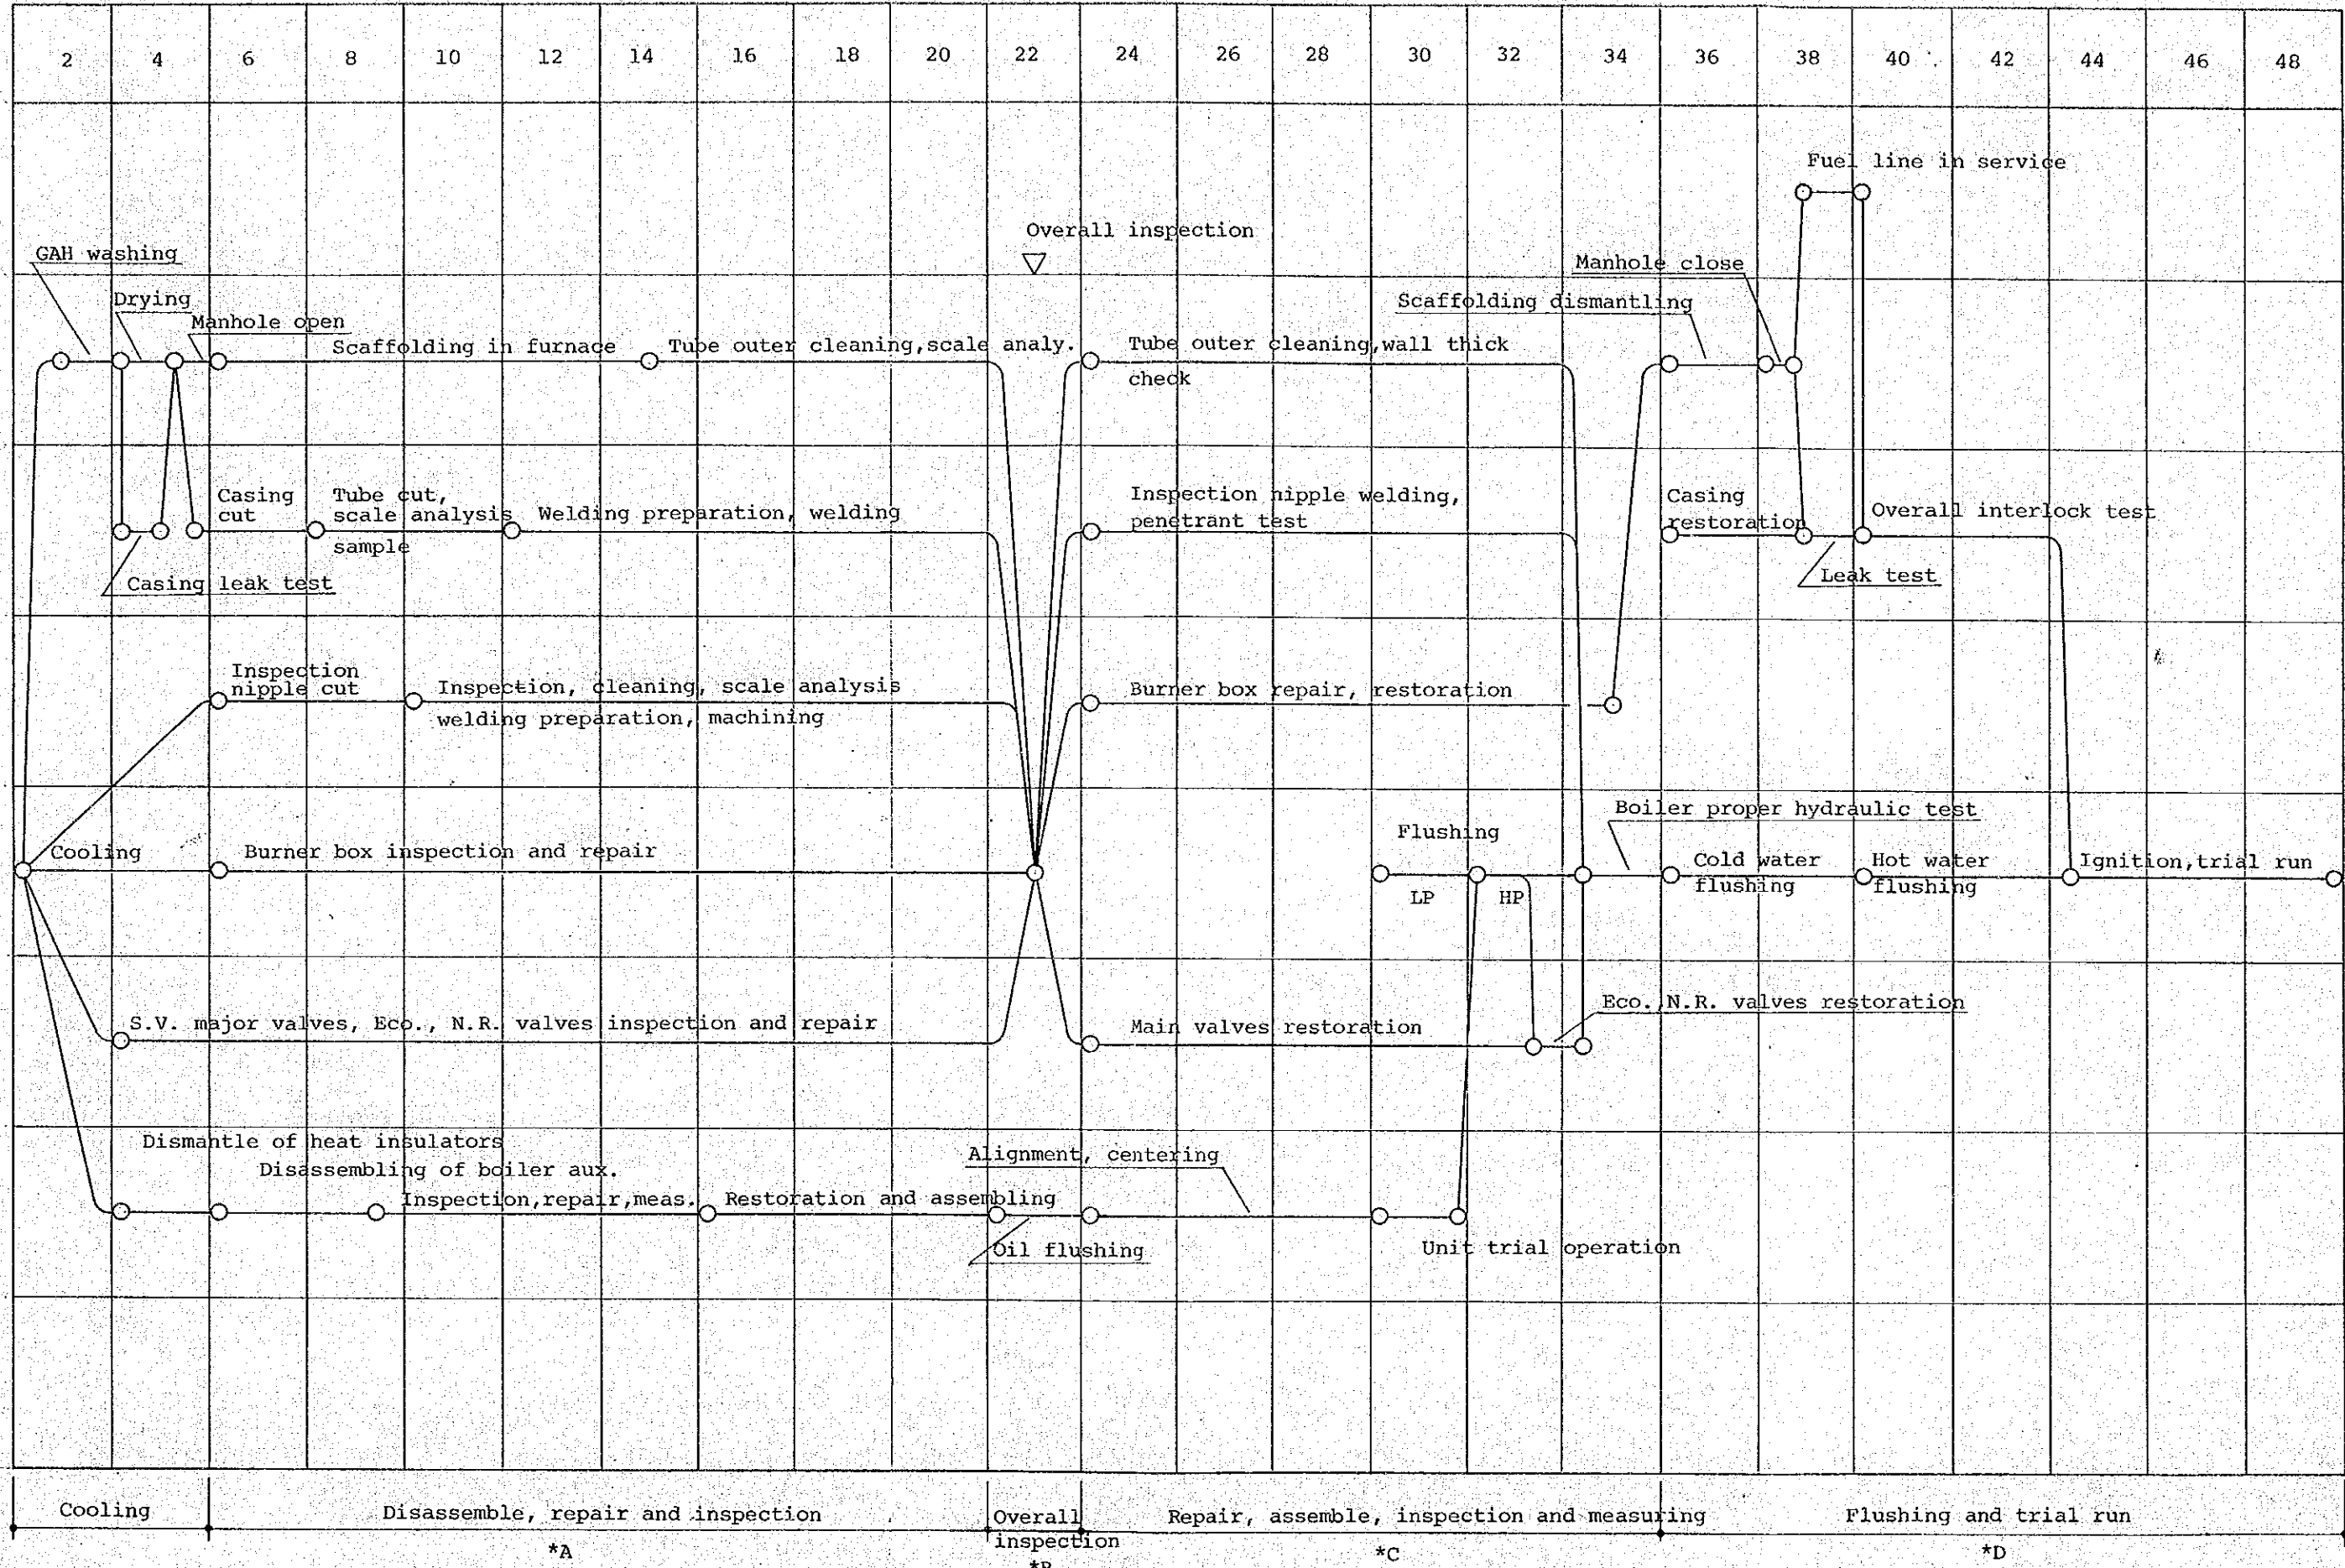 2 4 6 8 10 12 14 16 18 20 22 24 26 28 30 32 34 36 38 40 42 44 46 48
Fuel line in service
Overall inspection
GAH washing
Manhole close
Drying
Scaffolding dismantling
Manhole open
Scaffolding in furnace
Tube outer cleaning,scale analy.
Tube outer cleaning,wall thick
check
Casing
cut
Tube cut,
scale analysis
sample
Welding preparation, welding
Inspection nipple welding,
penetrant test
Casing
restoration
Overall interlock test
Casing leak test
Leak test
Inspection
nipple cut
Inspection, cleaning, scale analysis
welding preparation, machining
Burner box repair, restoration
Boiler proper hydraulic test
Flushing
Cooling
Burner box inspection and repair
LP
HP
Cold water
flushing
Hot water
flushing
Ignition,trial run
S.V. major valves, Eco., N.R. valves inspection and repair
Main valves restoration
Eco. N.R. valves restoration
Dismantle of heat insulators
Disassembling of boiler aux.
Inspection,repair,meas.
Restoration and assembling
Alignment, centering
Oil flushing
Unit trial operation
Cooling
Disassemble, repair and inspection
*A
Overall
inspection
*B
Repair, assemble, inspection and measuring
*C
Flushing and trial run
*D